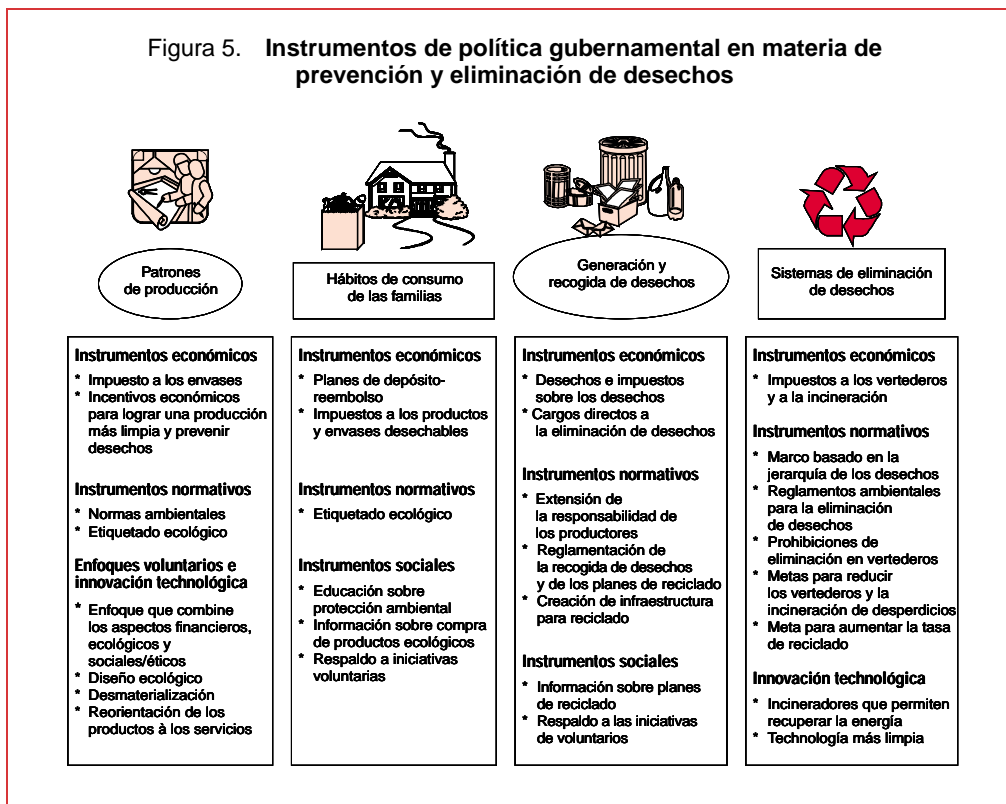 Figura 5. Instrumentos de política gubernamental en materia de
prevención y eliminación de desechos
Patrones
de producción
Hábitos de consumo
de las familias
Generación y
recogida de desechos
Sistemas de eliminación
de desechos
Instrumentos económicos
* Impuesto a los envases
* Incentivos económicos
para lograr una producción
más limpia y prevenir
desechos
Instrumentos normativos
* Normas ambientales
* Etiquetado ecológico
Enfoques voluntarios e
innovación technológica
* Enfoque que combine
los aspectos financieros,
ecológicos y
sociales/éticos
* Diseño ecológico
* Desmaterialización
* Reorientación de los
productos à los servicios
Instrumentos económicos
* Planes de depósito-
reembolso
* Impuestos a los productos
y envases desechables
Instrumentos normativos
* Etiquetado ecológico
Instrumentos sociales
* Educación sobre
protección ambiental
* Información sobre compra
de productos ecológicos
* Respaldo a iniciativas
voluntarias
Instrumentos económicos
* Desechos e impuestos
sobre los desechos
* Cargos directos a
la eliminación de desechos
Instrumentos normativos
* Extensión de
la responsabilidad de
los productores
* Reglamentación de
la recogida de desechos
y de los planes de reciclado
* Creación de infraestructura
para reciclado
Instrumentos sociales
* Información sobre planes
de reciclado
* Respaldo a las iniciativas
de voluntarios
Instrumentos económicos
* Impuestos a los vertederos
y a la incineración
Instrumentos normativos
* Marco basado en la
jerarquía de los desechos
* Reglamentos ambientales
para la eliminación
de desechos
* Prohibiciones de
eliminación en vertederos
* Metas para reducir
los vertederos y la
incineración de desperdicios
* Meta para aumentar la tasa
de reciclado
Innovación technológica
* Incineradores que permiten
recuperar la energía
* Technología más limpia